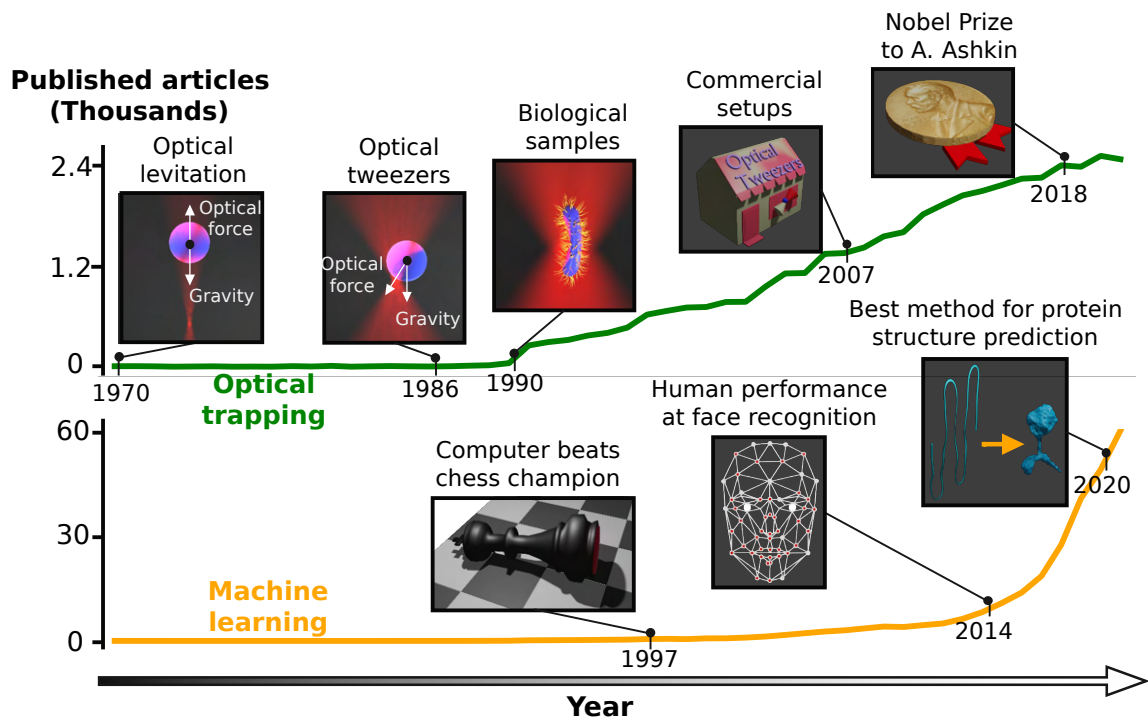 Nobel Prize
to A. Ashkin
Published articles
(Thousands)
Commercial
setups
Biological
samples
Optical
levitation
Optical
tweezers
2.4
1.2
0
Optical
force
Gravity
Optical
force
Gravity
Optical
Tweezers
1970
1986
1990
2007
2018
Optical
trapping
Best method for protein
structure prediction
Human performance
at face recognition
Computer beats
chess champion
60
30
0
Machine
learning
1997
2014
2020
Year